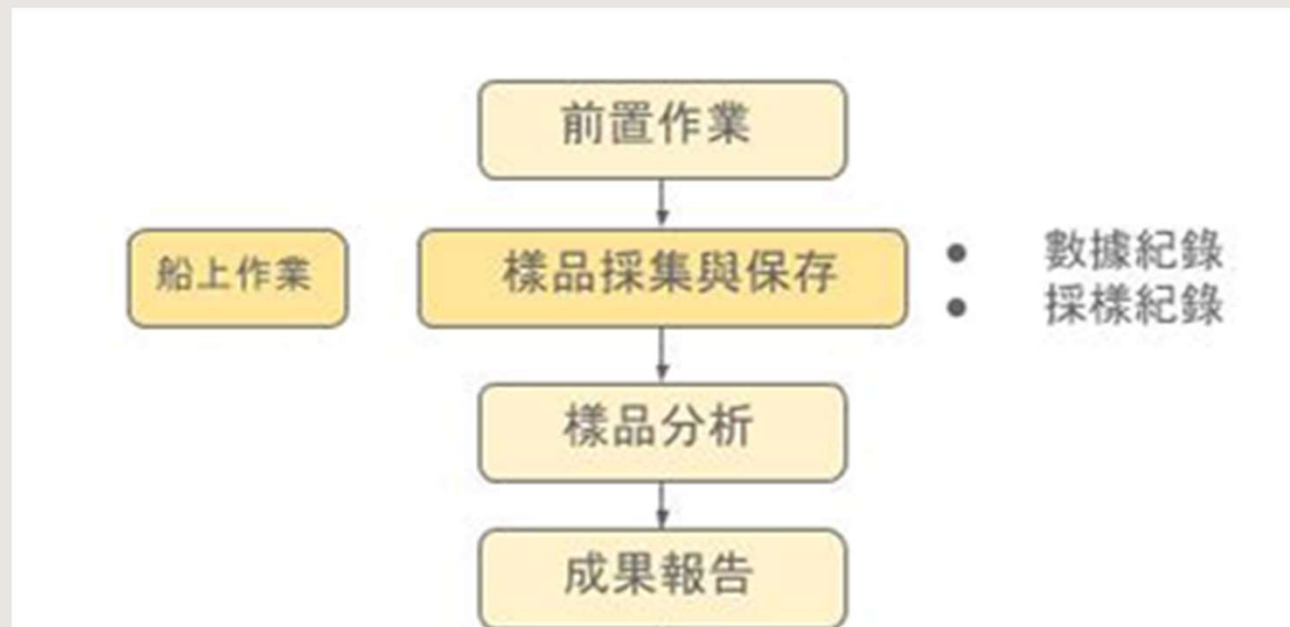 前置作業
船上作業
樣品採集與保存
• 數據紀錄
• 採樣紀錄
樣品分析
成果報告